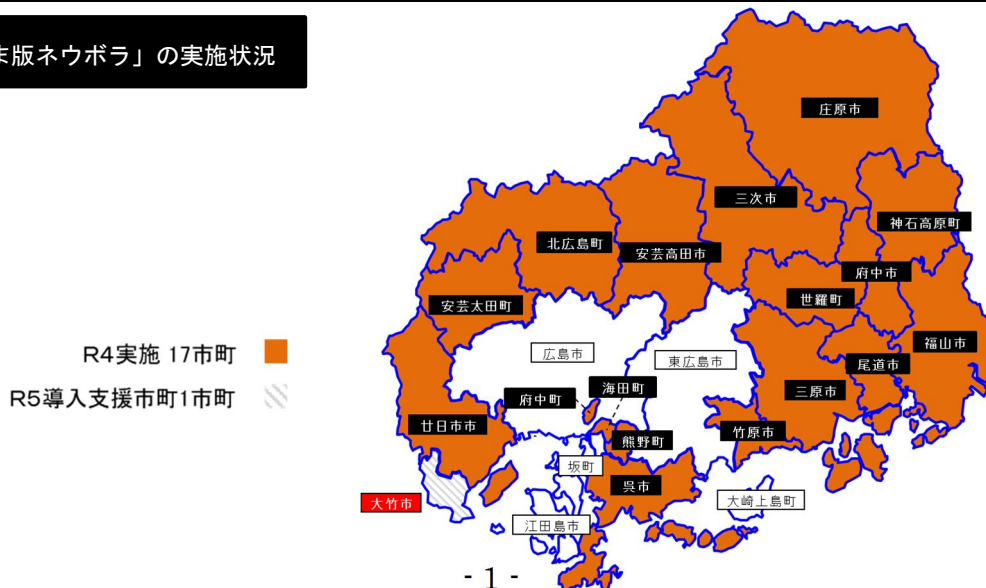 ま版ネウボラ」の実施状況
庄原市
三次市
神石高原町
北広島町
安芸高田市
府中市
安芸太田町
世羅町
福山市
広島市
東広島市
尾道市
R4実施 17市町
海田町
三原市
R5導入支援市町1市町
府中町
廿日市市
熊野町
竹原市
坂町
呉市
大竹市
大崎上島町
江田島市
- 1 -